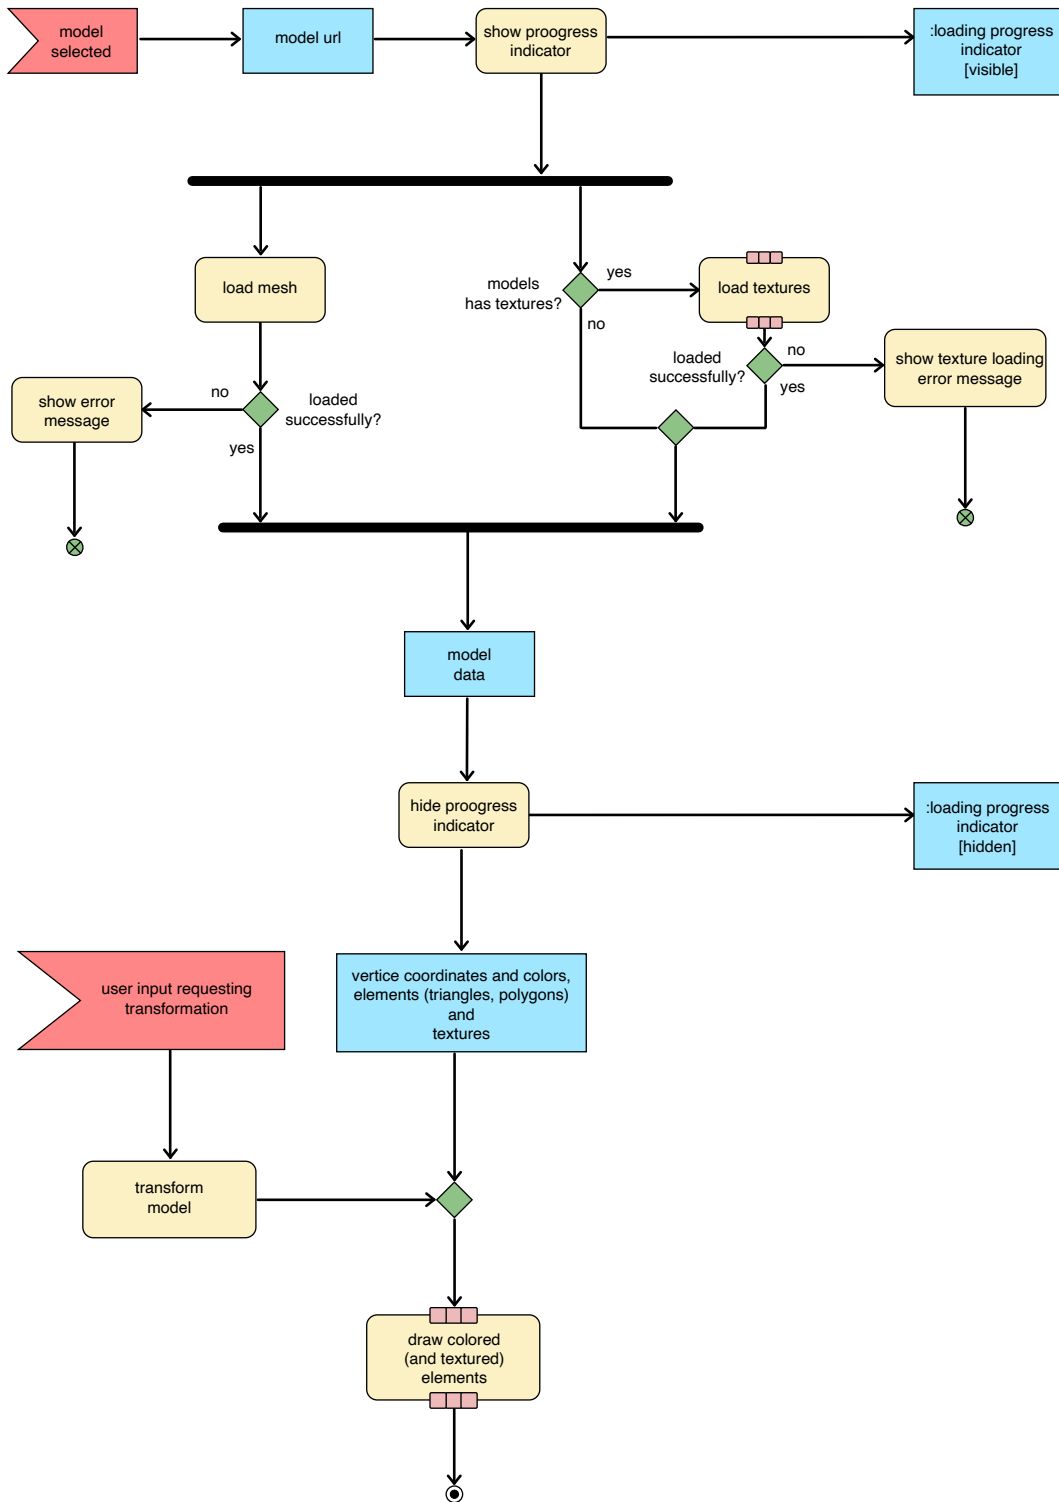 model
selected
model url
show proogress
indicator
:loading progress
indicator
[visible]
load mesh
models
has textures?
yes
no
load textures
loaded
successfully?
no
yes
show texture loading
error message
show error
message
no
loaded
successfully?
yes
model
data
hide proogress
indicator
:loading progress
indicator
[hidden]
user input requesting
transformation
vertice coordinates and colors,
elements (triangles, polygons)
and
textures
transform
model
draw colored
(and textured)
elements